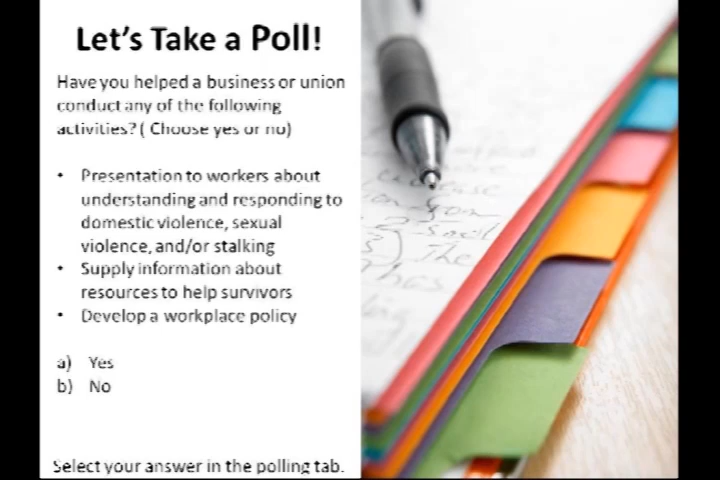 Let's Take a Poll!
Have you helped a business or union
conduct any of the following
activities? ( Choose yes or no)
• Presentation to workers about
understanding and responding to
domestic violence, sexual
violence, and/or stalking
• Supply information about
resources to help survivors
• Develop a workplace policy
a) Yes
b) No
Select your answer in the polling tab.
The